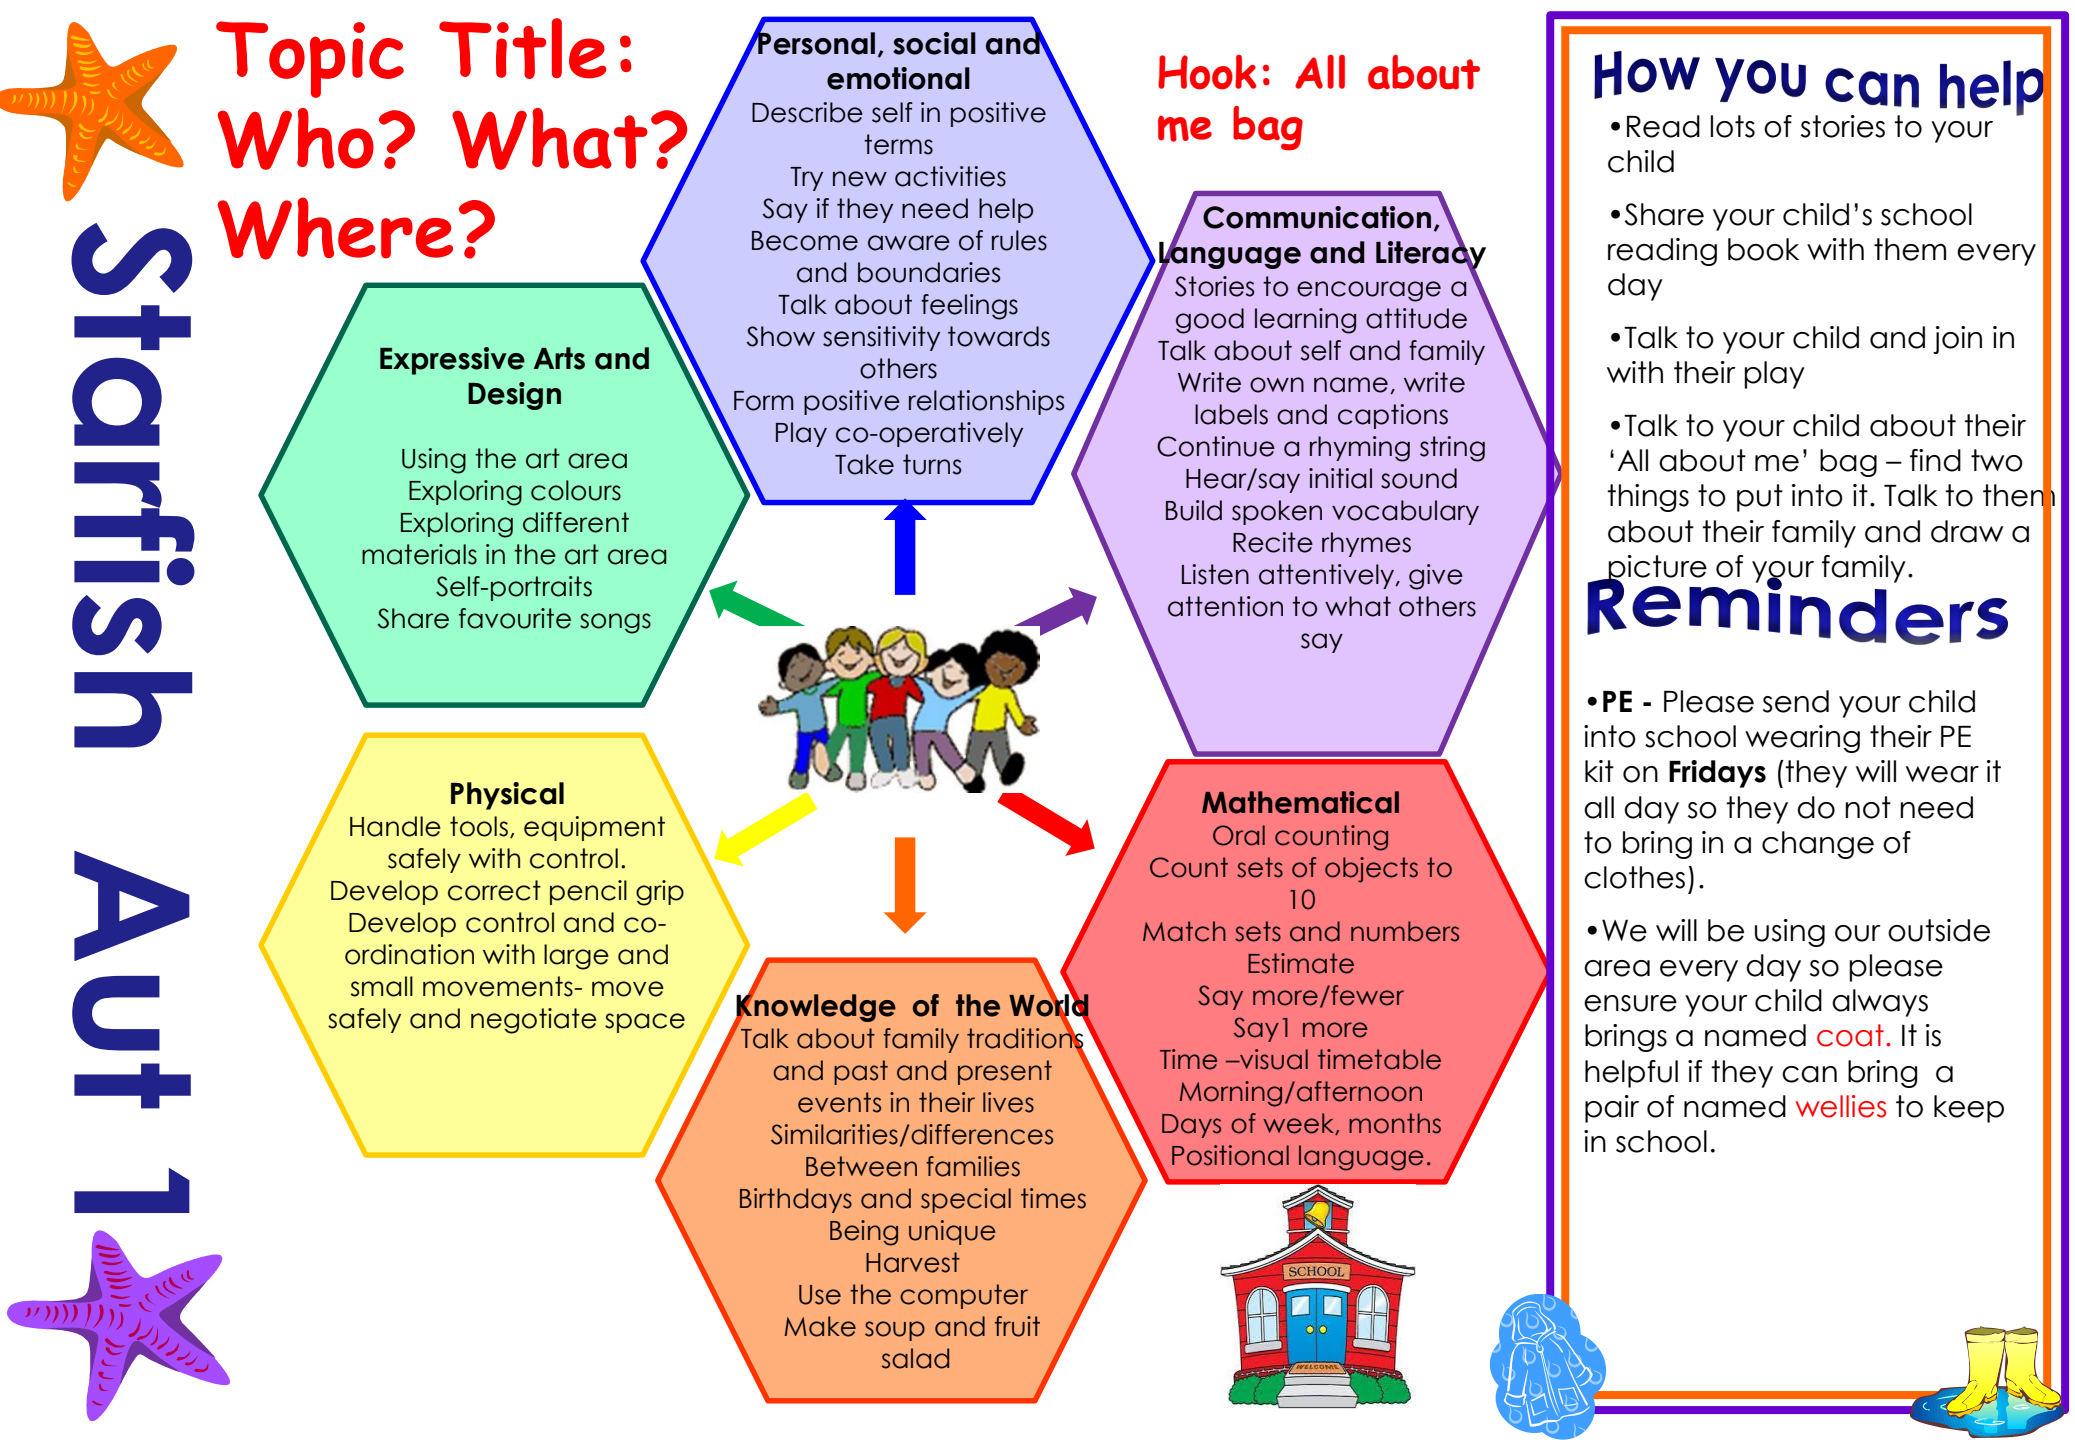 Starfish Aut 1
Topic Title:
Who? What?
Where?
Personal, social and
emotional
Describe self in positive
terms
Try new activities
Say if they need help
Become aware of rules
and boundaries
Talk about feelings
Show sensitivity towards
others
Form positive relationships
Play co-operatively
Take turns
Hook: All about
me bag
Communication,
Language and Literacy
Stories to encourage a
good learning attitude
Talk about self and family
Write own name, write
labels and captions
Continue a rhyming string
Hear/say initial sound
Build spoken vocabulary
Recite rhymes
Listen attentively, give
attention to what others
say
Expressive Arts and
Design
Using the art area
Exploring colours
Exploring different
materials in the art area
Self-portraits
Share favourite songs
Physical
Handle tools, equipment
safely with control.
Develop correct pencil grip
Develop control and co-
ordination with large and
small movements- move
safely and negotiate space
Knowledge of the World
Talk about family traditions
and past and present
events in their lives
Similarities/differences
Between families
Birthdays and special times
Being unique
Harvest
Use the computer
Make soup and fruit
salad
Mathematical
Oral counting
Count sets of objects to
10
Match sets and numbers
Estimate
Say more/fewer
Say1 more
Time –visual timetable
Morning/afternoon
Days of week, months
Positional language.
SCHOOL
WELCOME
How you can help
•Read lots of stories to your
child
•Share your child’s school
reading book with them every
day
•Talk to your child and join in
with their play
•Talk to your child about their
‘All about me’ bag – find two
things to put into it. Talk to them
about their family and draw a
picture of your family.
Reminders
•PE - Please send your child
into school wearing their PE
kit on Fridays (they will wear it
all day so they do not need
to bring in a change of
clothes).
•We will be using our outside
area every day so please
ensure your child always
brings a named coat. It is
helpful if they can bring a
pair of named wellies to keep
in school.